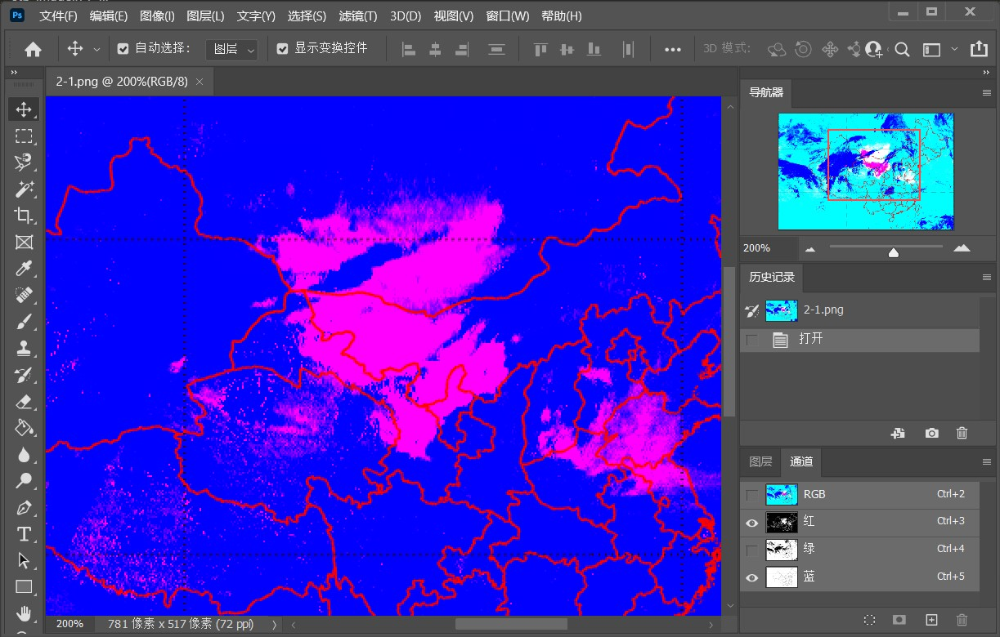 Ps 文件(F) 编辑(E) 图像(I) 图层(L) 文字(Y) 选择(S) 滤镜(T) 3D(D) 视图(V) 窗口(W) 帮助(H)
自动选择: 图层 显示变换控件 3D 模式:
2-1.png @ 200%(RGB/8)
导航器
200%
历史记录
2-1.png
打开
图层 通道
RGB Ctrl+2
红 Ctrl+3
绿 Ctrl+4
蓝 Ctrl+5
200% 781 像素 x 517 像素 (72 ppi)